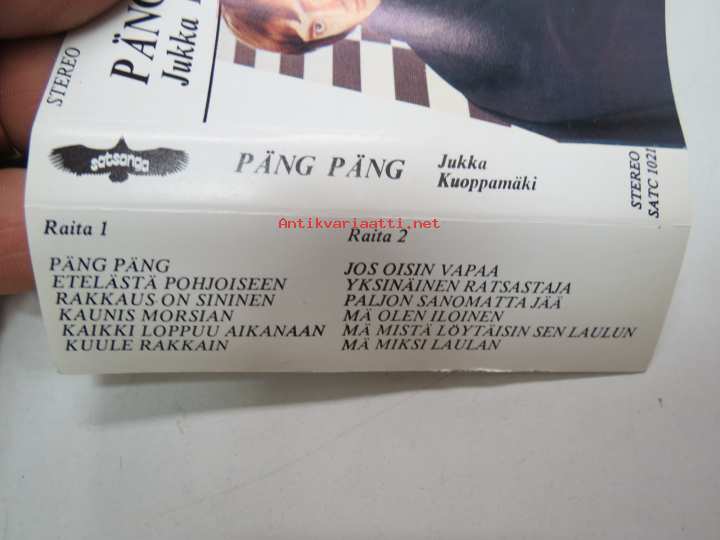 STEREO
PÄNG
Jukka
satsanga
PÄNG PÄNG
Jukka
Kuoppamäki
STEREO
SATC 1021
Antikvariaatti.net
Raita 1
PÄNG PÄNG
ETELÄSTÄ POHJOISEEN
RAKKAUS ON SININEN
KAUNIS MORSIAN
KAIKKI LOPPUU AIKANAAN
KUULE RAKKAIN
Raita 2
JOS OISIN VAPAA
YKSINÄINEN RATSASTAJA
PALJON SANOMATTA JÄÄ
MÄ OLEN ILOINEN
MÄ MISTÄ LÖYTÄISIN SEN LAULUN
MÄ MIKSI LAULAN